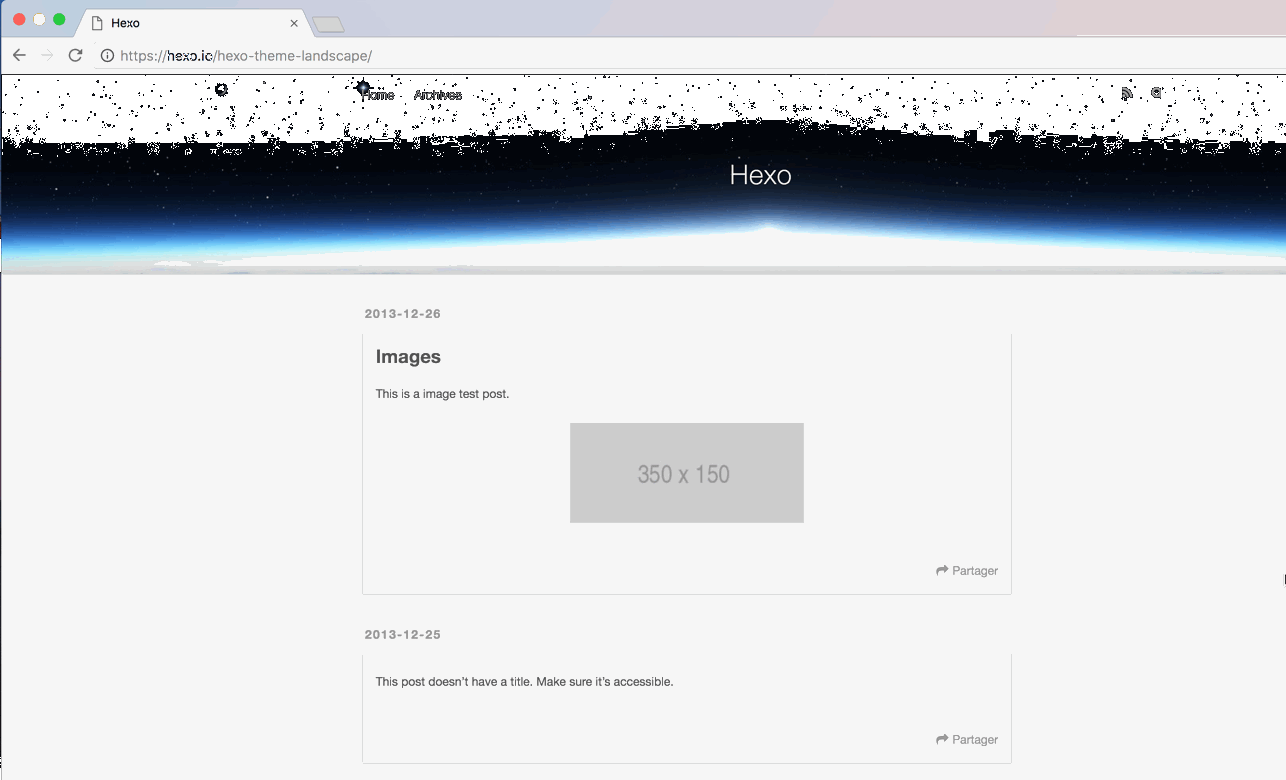 Hexo
https://hexo.io/hexo-theme-landscape/
Home Archives
Hexo
2013-12-26
Images
This is a image test post.
350 x 150
Partager
2013-12-25
This post doesn't have a title. Make sure it's accessible.
Partager